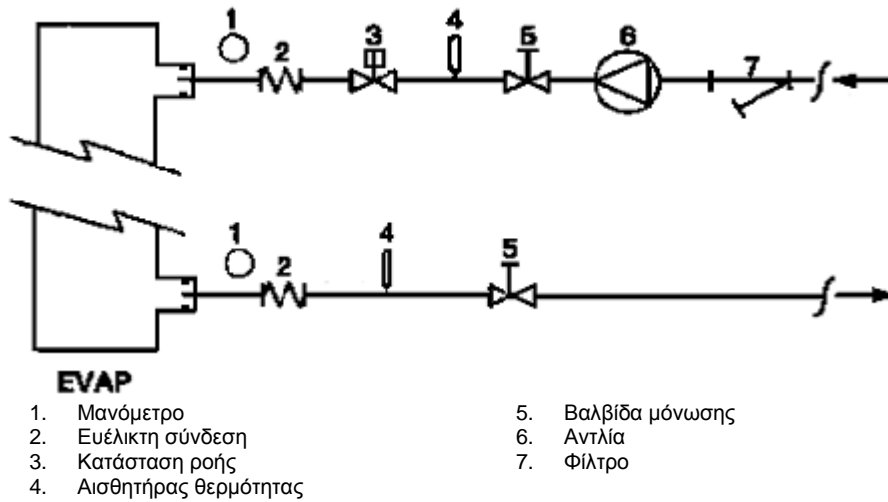 1 2 3 4 5 6 7
1 2 4 5
EVAP
1. Μανόμετρο
2. Ευέλικτη σύνδεση
3. Κατάσταση ροής
4. Αισθητήρας θερμότητας
5. Βαλβίδα μόνωσης
6. Αντλία
7. Φίλτρο